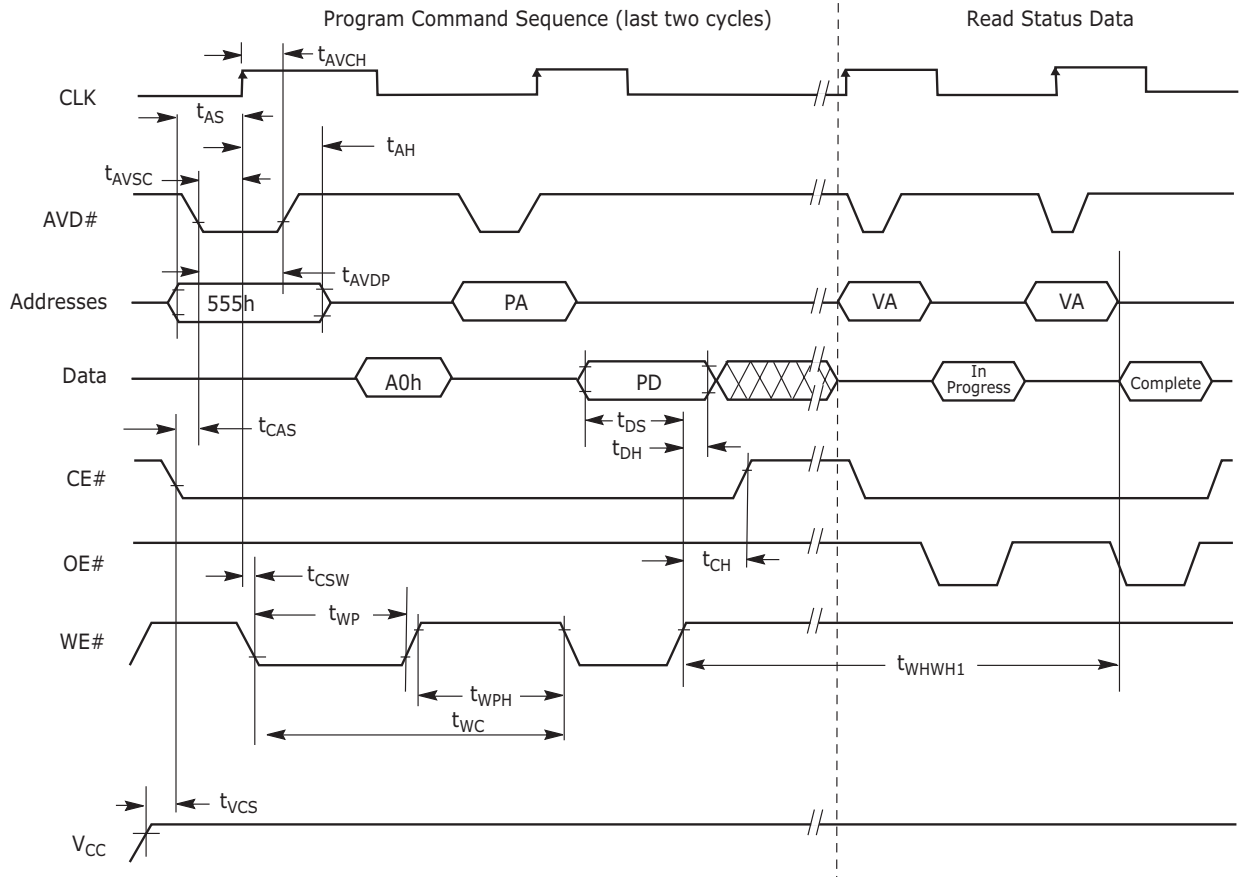 Program Command Sequence (last two cycles)
Read Status Data
tAVCH
CLK
tAS
tAH
tAVSC
AVD#
tAVDP
Addresses
555h
PA
VA
VA
Data
A0h
PD
In
Progress
Complete
tDS
tCAS
tDH
CE#
OE#
tCH
tCSW
tWP
WE#
tWHWH1
tWPH
tWC
tVCS
VCC